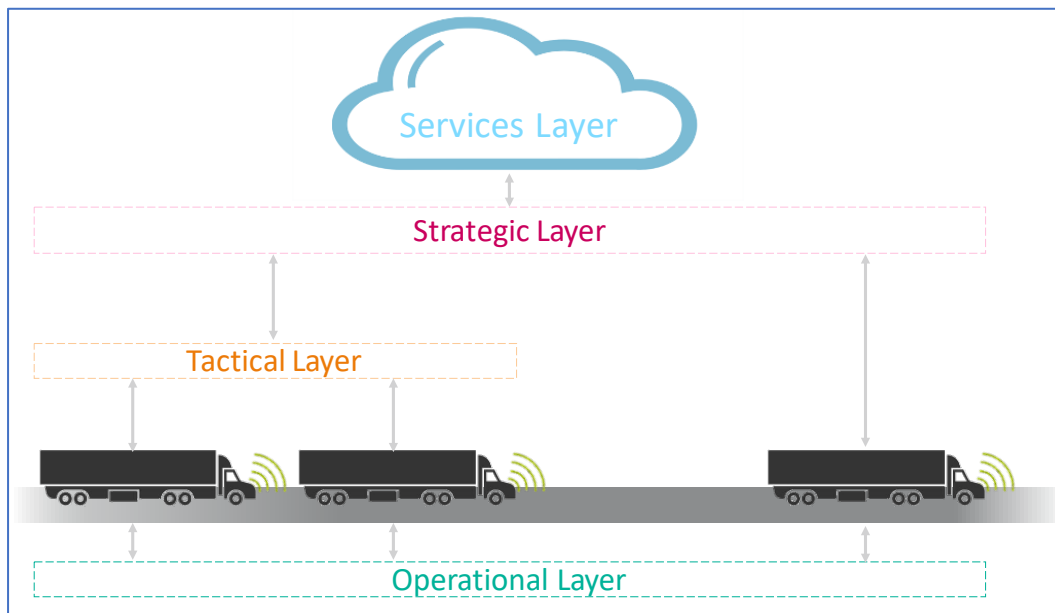 Services Layer
Strategic Layer
Tactical Layer
Operational Layer